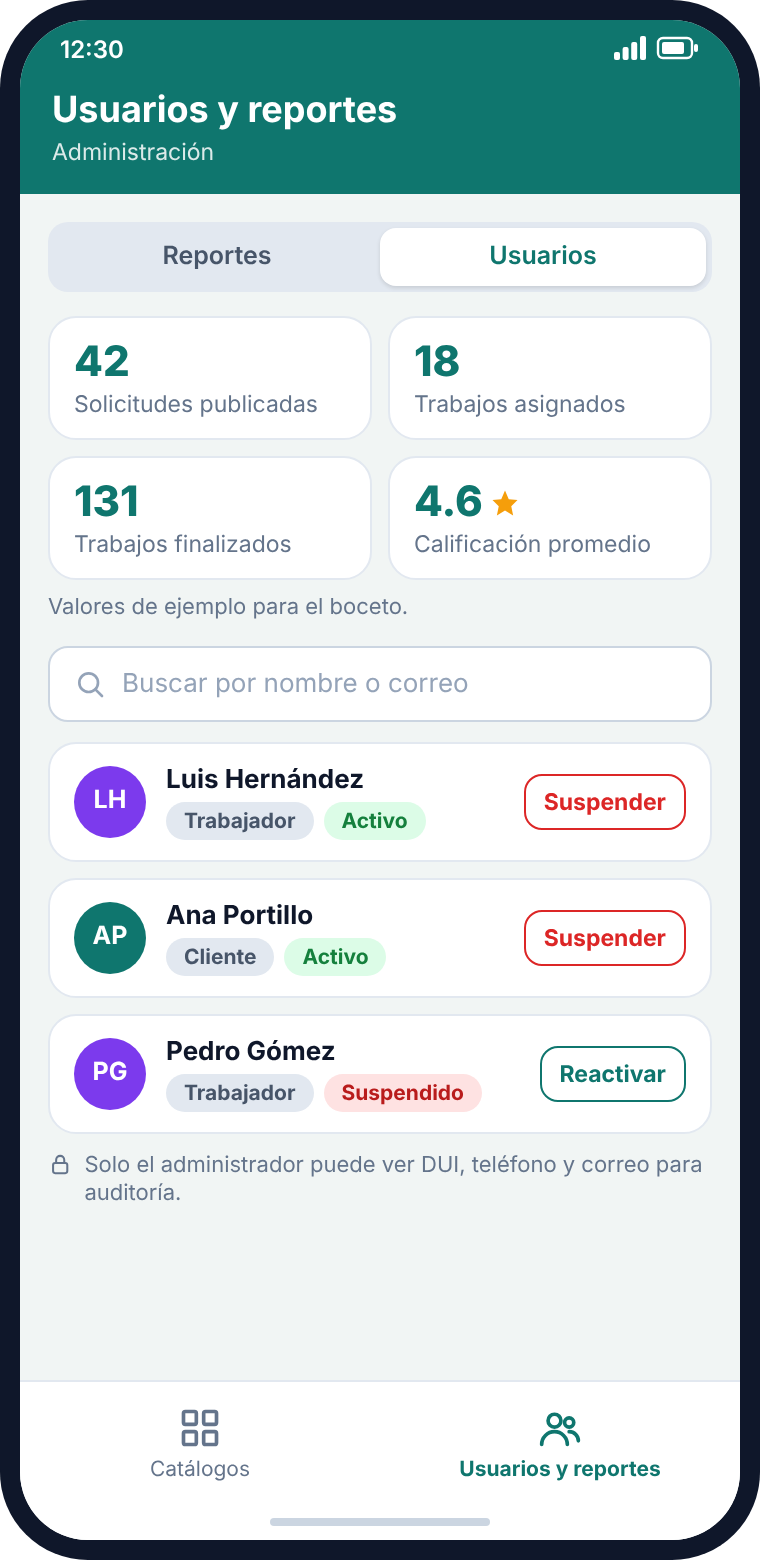 12:30
Usuarios y reportes
Administración
Reportes
Usuarios
42
Solicitudes publicadas
18
Trabajos asignados
131
Trabajos finalizados
4.6
Calificación promedio
Valores de ejemplo para el boceto.
Buscar por nombre o correo
LH
Luis Hernández
Trabajador
Activo
Suspender
AP
Ana Portillo
Cliente
Activo
Suspender
PG
Pedro Gómez
Trabajador
Suspendido
Reactivar
Solo el administrador puede ver DUI, teléfono y correo para
auditoría.
Catálogos
Usuarios y reportes